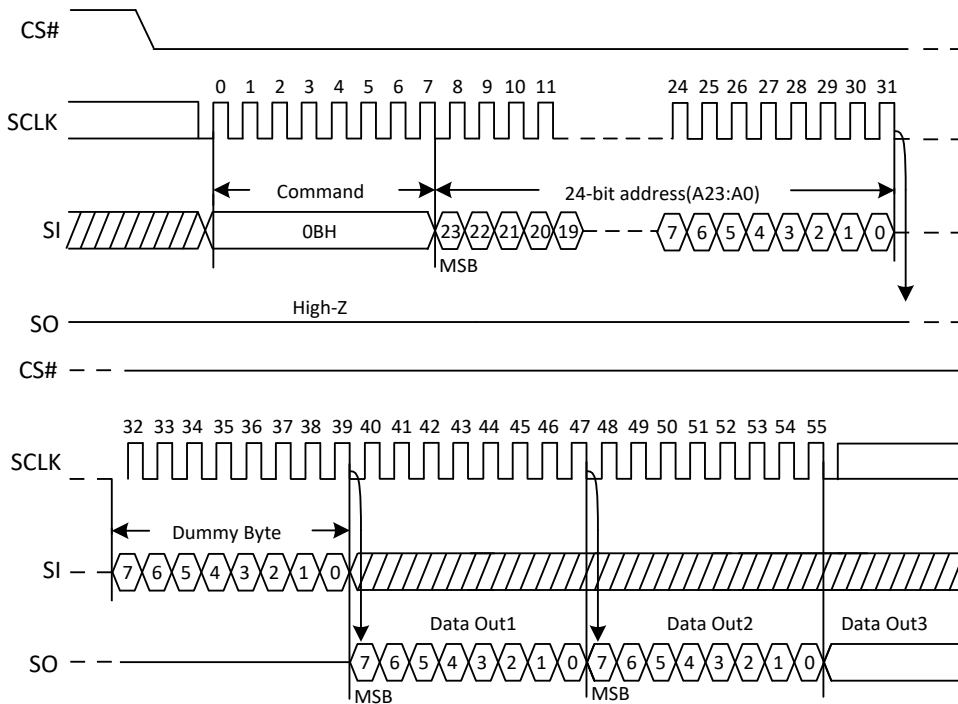 CS#
0 1 2 3 4 5 6 7 8 9 10 11 24 25 26 27 28 29 30 31
SCLK
Command 24-bit address(A23:A0)
SI 0BH 23 22 21 20 19 7 6 5 4 3 2 1 0
MSB
High-Z
SO
CS#
32 33 34 35 36 37 38 39 40 41 42 43 44 45 46 47 48 49 50 51 52 53 54 55
SCLK
Dummy Byte
SI 7 6 5 4 3 2 1 0
Data Out1 Data Out2 Data Out3
SO 7 6 5 4 3 2 1 0 7 6 5 4 3 2 1 0
MSB MSB